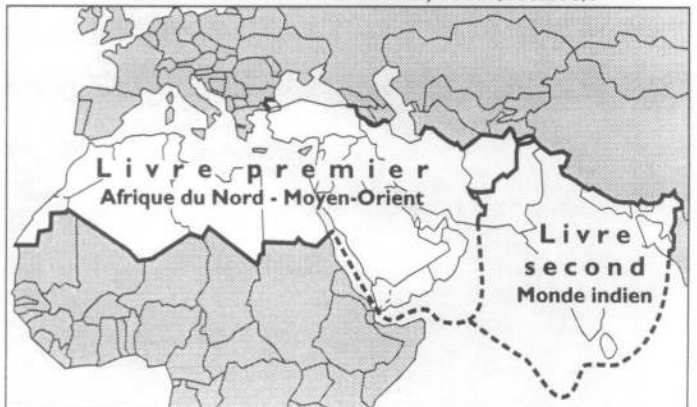 Livre premier
Afrique du Nord - Moyen-Orient
Livre
second
Monde indien